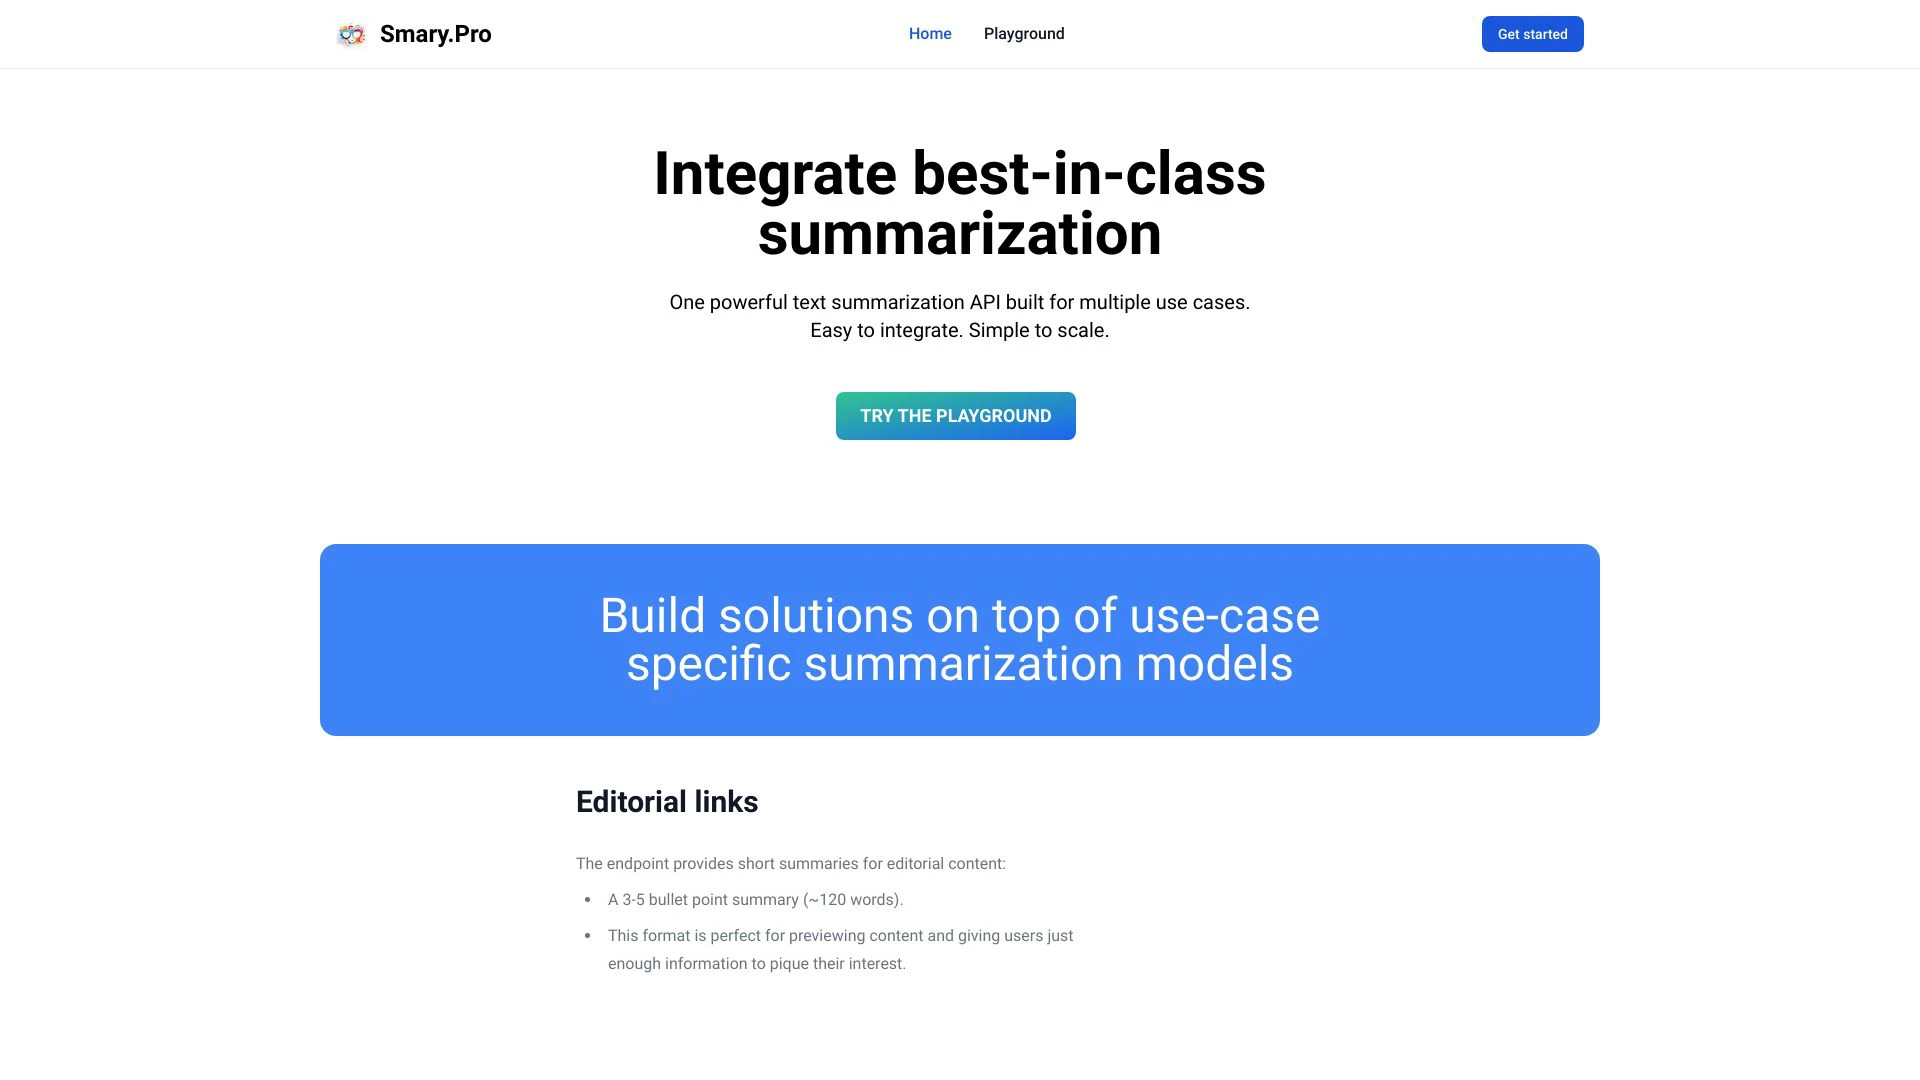 Smary.Pro
Home
Playground
Get started
Integrate best-in-class
summarization
One powerful text summarization API built for multiple use cases.
Easy to integrate. Simple to scale.
TRY THE PLAYGROUND
Build solutions on top of use-case
specific summarization models
Editorial links
The endpoint provides short summaries for editorial content:
• A 3-5 bullet point summary (~120 words).
• This format is perfect for previewing content and giving users just
enough information to pique their interest.